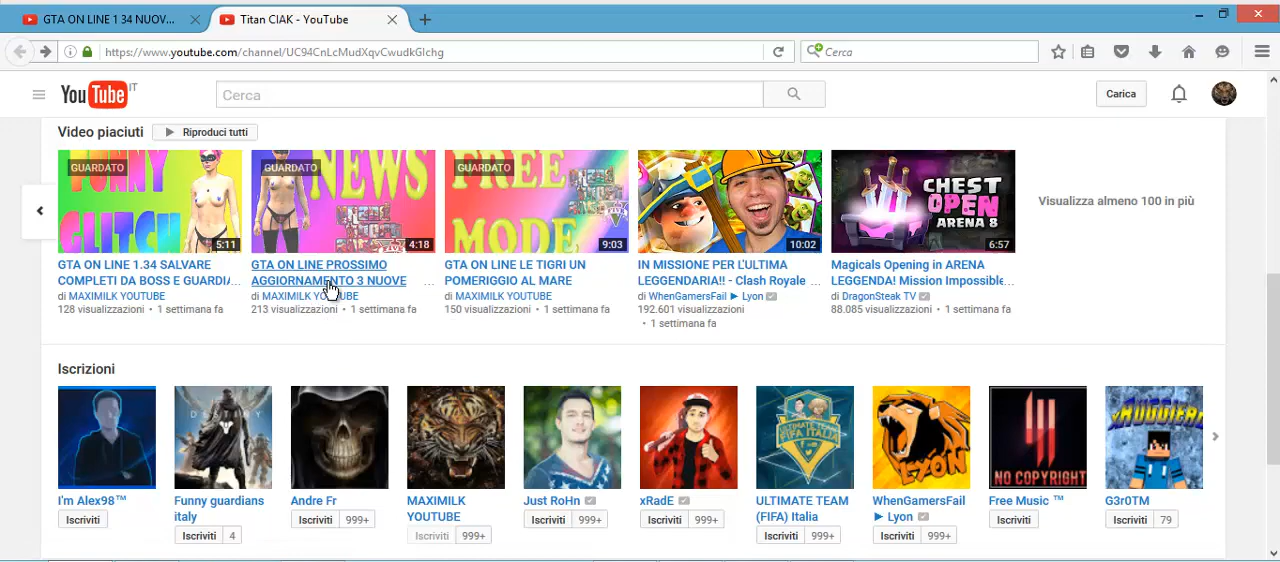 GTA ON LINE 1 34 NUOV...
Titan CIAK - YouTube
https://www.youtube.com/channel/UC94CnLcMudXqvCwudkGlchg
Cerca
YouTube IT
Cerca
Carica
Video piaciuti
Riproduci tutti
GUARDATO
FUNNY
GLITCH
5:11
GUARDATO
NEWS
4:18
GUARDATO
FREE
MODE
9:03
10:02
CHEST
OPEN
ARENA 8
6:57
Visualizza almeno 100 in più
GTA ON LINE 1.34 SALVARE
COMPLETI DA BOSS E GUARDI...
di MAXIMILK YOUTUBE
128 visualizzazioni • 1 settimana fa
GTA ON LINE PROSSIMO
AGGIORNAMENTO 3 NUOVE ...
di MAXIMILK YOUTUBE
213 visualizzazioni • 1 settimana fa
GTA ON LINE LE TIGRI UN
POMERIGGIO AL MARE
di MAXIMILK YOUTUBE
150 visualizzazioni • 1 settimana fa
IN MISSIONE PER L'ULTIMA
LEGGENDARIA!! - Clash Royale ...
di WhenGamersFail ► Lyon
192.601 visualizzazioni
• 1 settimana fa
Magicals Opening in ARENA
LEGGENDA! Mission Impossible...
di DragonSteak TV
88.085 visualizzazioni • 1 settimana fa
Iscrizioni
DESTINY
ULTIMATE TEAM
FIFA ITALIA
LYON
NO COPYRIGHT
I'm Alex98™
Iscriviti
Funny guardians
italy
Iscriviti 4
Andre Fr
Iscriviti 999+
MAXIMILK
YOUTUBE
Iscriviti 999+
Just RoHn
Iscriviti 999+
xRadE
Iscriviti 999+
ULTIMATE TEAM
(FIFA) Italia
Iscriviti 999+
WhenGamersFail
► Lyon
Iscriviti 999+
Free Music ™
Iscriviti
G3r0TM
Iscriviti 79